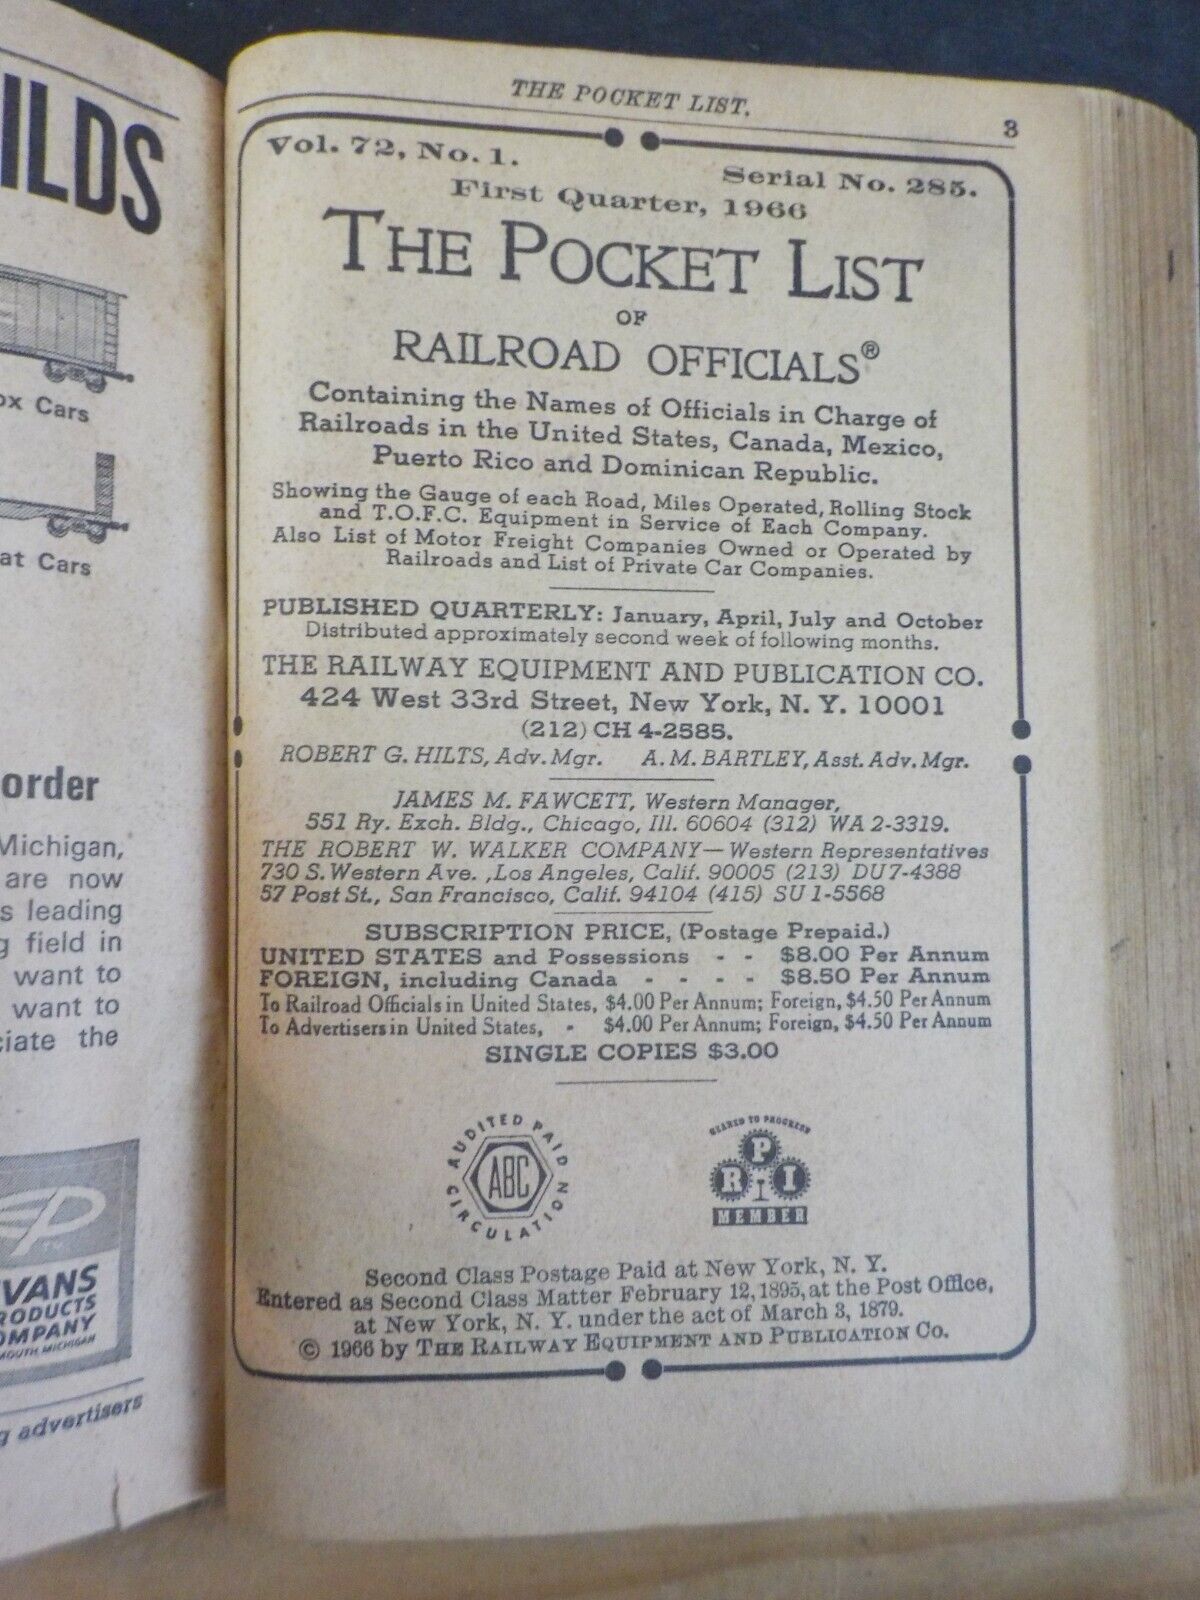 ILDS
Cars
at Cars
order
Michigan,
are now
leading
field in
want to
want to
the
EVANS
PRODUCTS
COMPANY
MICHIGAN
advertisers
THE POCKET LIST.
3
Vol. 72, No. 1.
Serial No. 285.
First Quarter, 1966
THE POCKET LIST
OF
RAILROAD OFFICIALS®
Containing the Names of Officials in Charge of
Railroads in the United States, Canada, Mexico,
Puerto Rico and Dominican Republic.
Showing the Gauge of each Road, Miles Operated, Rolling Stock
and T.O.F.C. Equipment in Service of Each Company.
Also List of Motor Freight Companies Owned or Operated by
Railroads and List of Private Car Companies.
PUBLISHED QUARTERLY: January, April, July and October
Distributed approximately second week of following months.
THE RAILWAY EQUIPMENT AND PUBLICATION CO.
424 West 33rd Street, New York, N. Y. 10001
(212) CH 4-2585.
ROBERT G. HILTS, Adv. Mgr. A. M. BARTLEY, Asst. Adv. Mgr.
JAMES M. FAWCETT, Western Manager,
551 Ry. Exch. Bldg., Chicago, Ill. 60604 (312) WA 2-3319.
THE ROBERT W. WALKER COMPANY—Western Representatives
730 S. Western Ave. ,Los Angeles, Calif. 90005 (213) DU 7-4388
57 Post St., San Francisco, Calif. 94104 (415) SU 1-5568
SUBSCRIPTION PRICE, (Postage Prepaid.)
UNITED STATES and Possessions - - $8.00 Per Annum
FOREIGN, including Canada - - - - $8.50 Per Annum
To Railroad Officials in United States, $4.00 Per Annum; Foreign, $4.50 Per Annum
To Advertisers in United States, - $4.00 Per Annum; Foreign, $4.50 Per Annum
SINGLE COPIES $3.00
AUDITED PAID CIRCULATION
ABC
GEARED TO PROGRESS
RPI
MEMBER
Second Class Postage Paid at New York, N. Y.
Entered as Second Class Matter February 12, 1895, at the Post Office,
at New York, N. Y. under the act of March 3, 1879.
© 1966 by THE RAILWAY EQUIPMENT AND PUBLICATION CO.